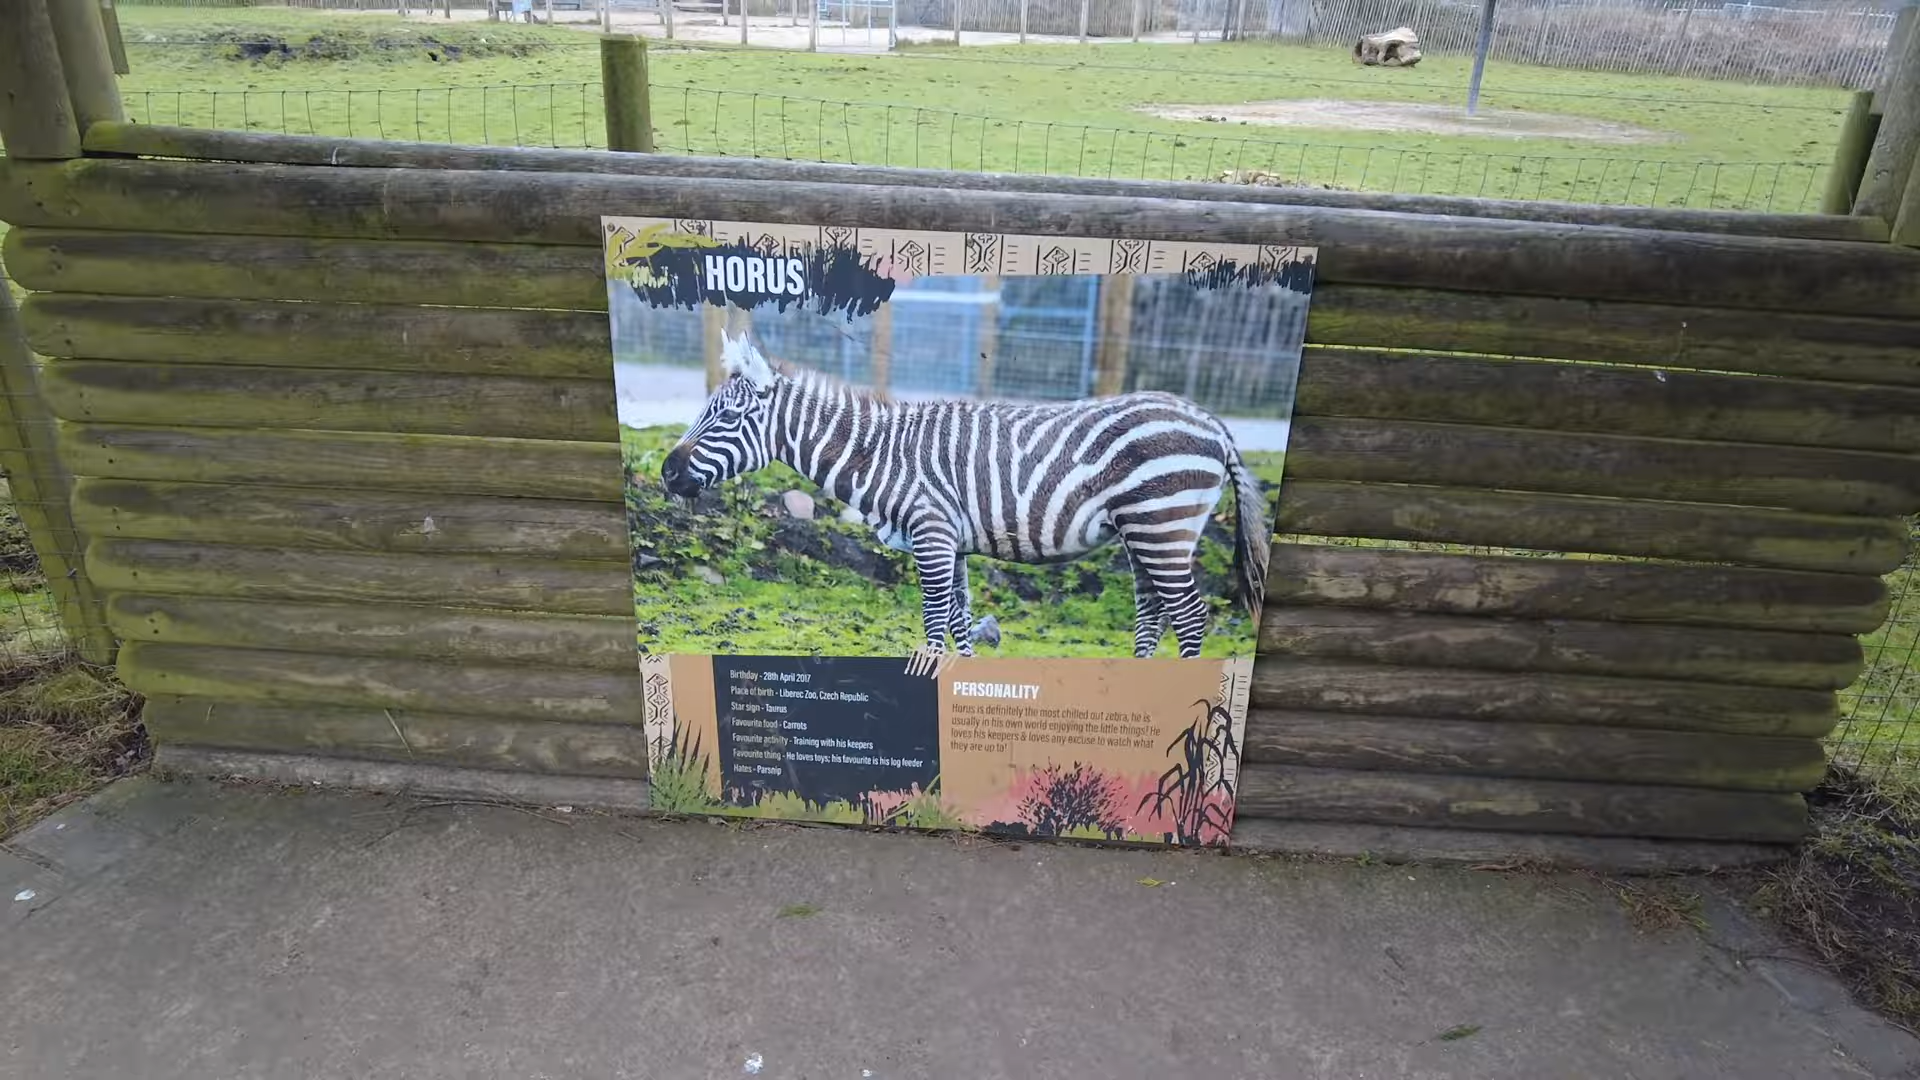 HORUS
Birthday - 28th April 2017
Place of birth - Liberec Zoo, Czech Republic
Star sign - Taurus
Favourite food - Carrots
Favourite activity - Training with his keepers
Favourite thing - He loves toys; his favourite is his log feeder
Hates - Parsnip
PERSONALITY
Horus is definitely the most chilled out zebra, he is
usually in his own world enjoying the little things! He
loves his keepers & loves any excuse to watch what
they are up to!